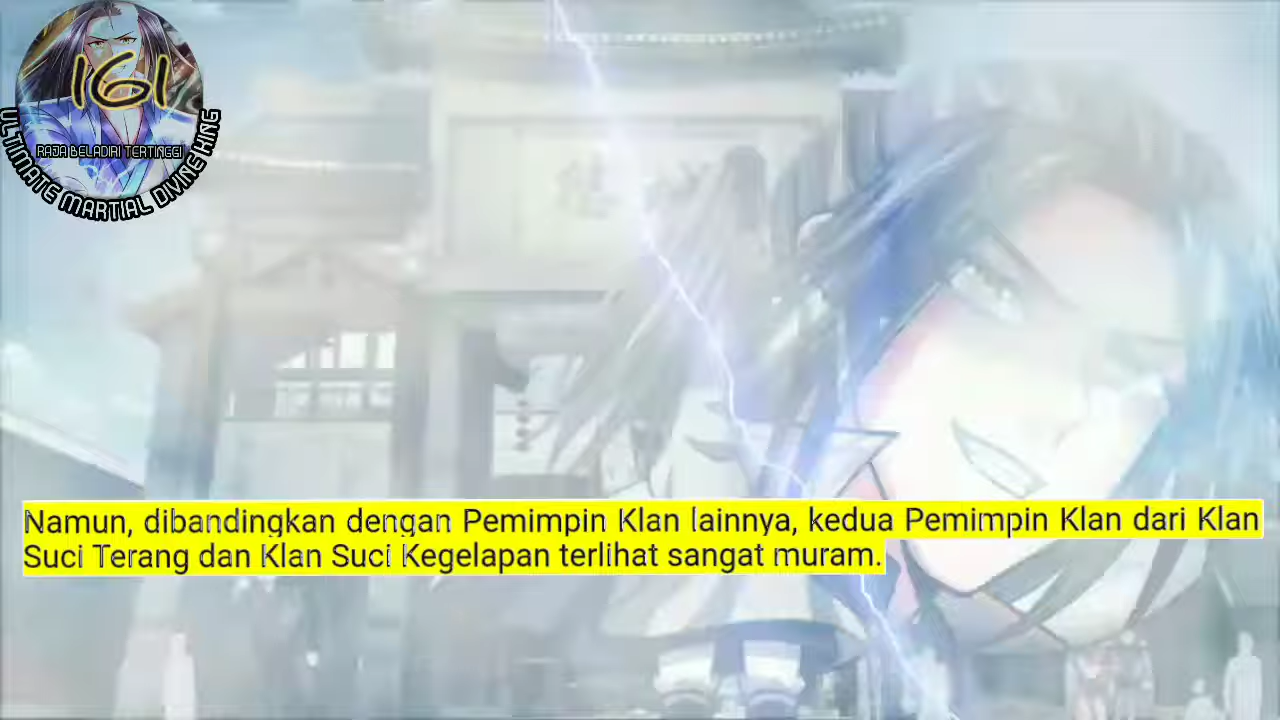 161
RAJA BELADIRI TERTINGGI
ULTIMATE MARTIAL DIVINE KING
Namun, dibandingkan dengan Pemimpin Klan lainnya, kedua Pemimpin Klan dari Klan
Suci Terang dan Klan Suci Kegelapan terlihat sangat muram.